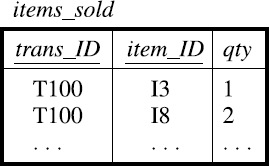 items_sold
trans_ID item_ID qty
T100 I3 1
T100 I8 2
. . . . . . . . .